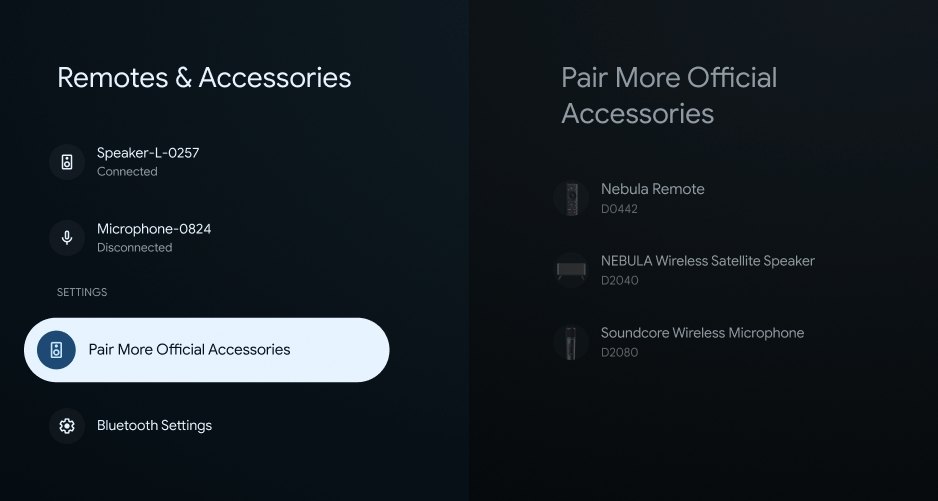 Remotes & Accessories
Speaker-L-0257
Connected
Microphone-0824
Disconnected
SETTINGS
Pair More Official Accessories
Bluetooth Settings
Pair More Official
Accessories
Nebula Remote
D0442
NEBULA Wireless Satellite Speaker
D2040
Soundcore Wireless Microphone
D2080